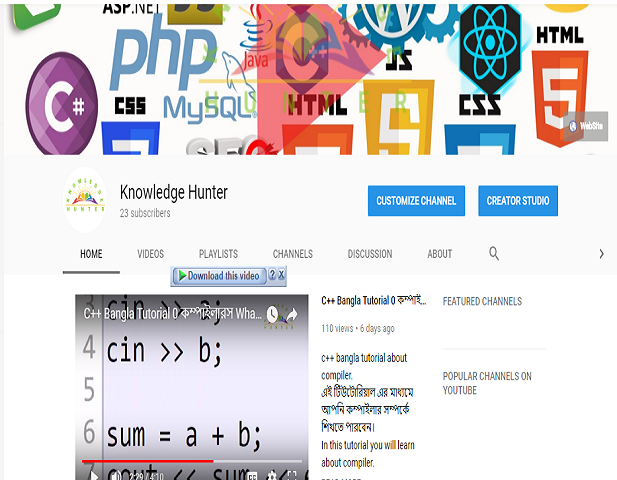 ASP.NET
php
Java
JS
HTML
C#
CSS
MySQL
HTML
CSS
HUNTER
WebSite
Knowledge Hunter
23 subscribers
CUSTOMIZE CHANNEL
CREATOR STUDIO
HOME VIDEOS PLAYLISTS CHANNELS DISCUSSION ABOUT
Download this video ? X
C++ Bangla Tutorial 0 কম্পাইলারস Wha...
cin >> a;
4 cin >> b;
5
6 sum = a + b;
2:29 / 4:10
C++ Bangla Tutorial 0 কম্পাই...
110 views • 6 days ago
c++ bangla tutorial about
compiler.
এই টিউটোরিয়াল এর মাধ্যমে
আপনি কম্পাইলার সম্পর্কে
শিখতে পারবেন।
In this tutorial you will learn
about compiler.
FEATURED CHANNELS
POPULAR CHANNELS ON
YOUTUBE